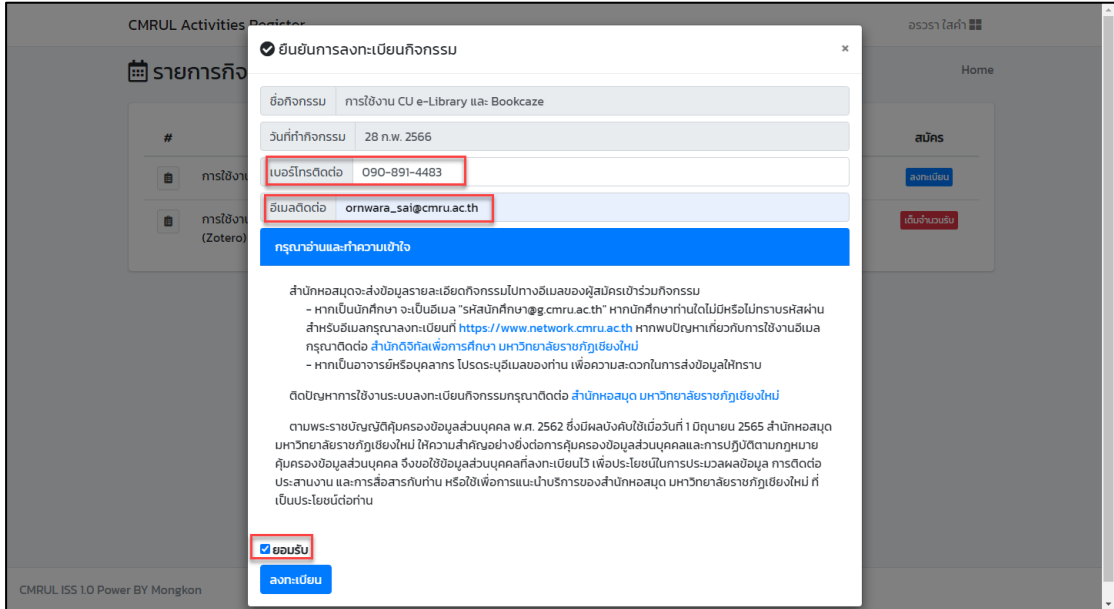 CMRUL Activities Register
อรวรา ใสคำ
รายการกิจ
Home
ยืนยันการลงทะเบียนกิจกรรม
×
ชื่อกิจกรรม การใช้งาน CU e-Library และ Bookcaze
วันที่ทำกิจกรรม 28 ก.พ. 2566
เบอร์โทรติดต่อ 090-891-4483
อีเมลติดต่อ ornwara_sai@cmru.ac.th
# สมัคร
การใช้งาน ลงทะเบียน
การใช้งาน เต็มจำนวนรับ
(Zotero)
กรุณาอ่านและทำความเข้าใจ
สำนักหอสมุดจะส่งข้อมูลรายละเอียดกิจกรรมไปทางอีเมลของผู้สมัครเข้าร่วมกิจกรรม
- หากเป็นนักศึกษา จะเป็นอีเมล "รหัสนักศึกษา@g.cmru.ac.th" หากนักศึกษาท่านใดไม่มีหรือไม่ทราบรหัสผ่าน
สำหรับอีเมลกรุณาลงทะเบียนที่ https://www.network.cmru.ac.th หากพบปัญหาเกี่ยวกับการใช้งานอีเมล
กรุณาติดต่อ สำนักดิจิทัลเพื่อการศึกษา มหาวิทยาลัยราชภัฏเชียงใหม่
- หากเป็นอาจารย์หรือบุคลากร โปรดระบุอีเมลของท่าน เพื่อความสะดวกในการส่งข้อมูลให้ทราบ
ติดปัญหาการใช้งานระบบลงทะเบียนกิจกรรมกรุณาติดต่อ สำนักหอสมุด มหาวิทยาลัยราชภัฏเชียงใหม่
ตามพระราชบัญญัติคุ้มครองข้อมูลส่วนบุคคล พ.ศ. 2562 ซึ่งมีผลบังคับใช้เมื่อวันที่ 1 มิถุนายน 2565 สำนักหอสมุด
มหาวิทยาลัยราชภัฏเชียงใหม่ ให้ความสำคัญอย่างยิ่งต่อการคุ้มครองข้อมูลส่วนบุคคลและการปฏิบัติตามกฎหมาย
คุ้มครองข้อมูลส่วนบุคคล จึงขอใช้ข้อมูลส่วนบุคคลที่ลงทะเบียนไว้ เพื่อประโยชน์ในการประมวลผลข้อมูล การติดต่อ
ประสานงาน และการสื่อสารกับท่าน หรือใช้เพื่อการแนะนำบริการของสำนักหอสมุด มหาวิทยาลัยราชภัฏเชียงใหม่ ที่
เป็นประโยชน์ต่อท่าน
ยอมรับ
ลงทะเบียน
CMRUL ISS 1.0 Power BY Mongkon